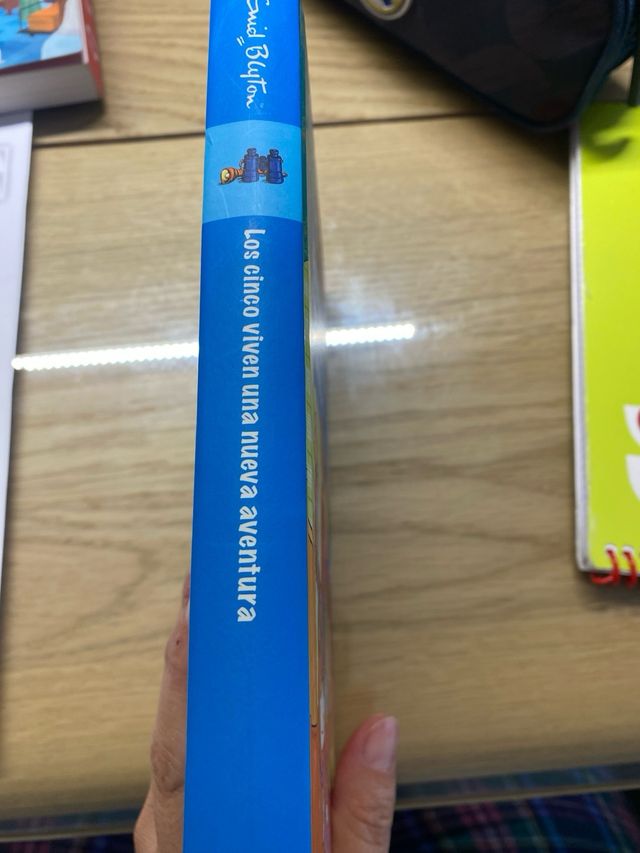 Enid Blyton
Los cinco viven una nueva aventura